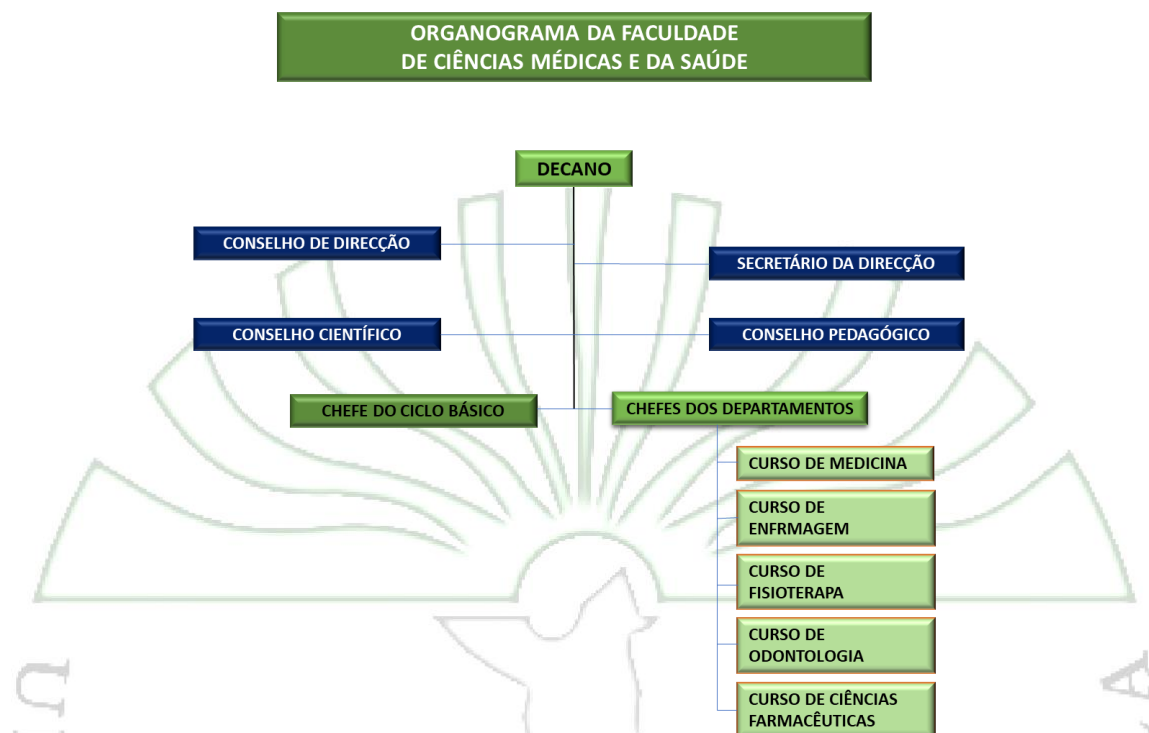 ORGANOGRAMA DA FACULDADE
DE CIÊNCIAS MÉDICAS E DA SAÚDE
DECANO
CONSELHO DE DIRECÇÃO
SECRETÁRIO DA DIRECÇÃO
CONSELHO CIENTÍFICO
CONSELHO PEDAGÓGICO
CHEFE DO CICLO BÁSICO
CHEFES DOS DEPARTAMENTOS
CURSO DE MEDICINA
CURSO DE
ENFRMAGEM
CURSO DE
FISIOTERAPA
CURSO DE
ODONTOLOGIA
CURSO DE CIÊNCIAS
FARMACÊUTICAS